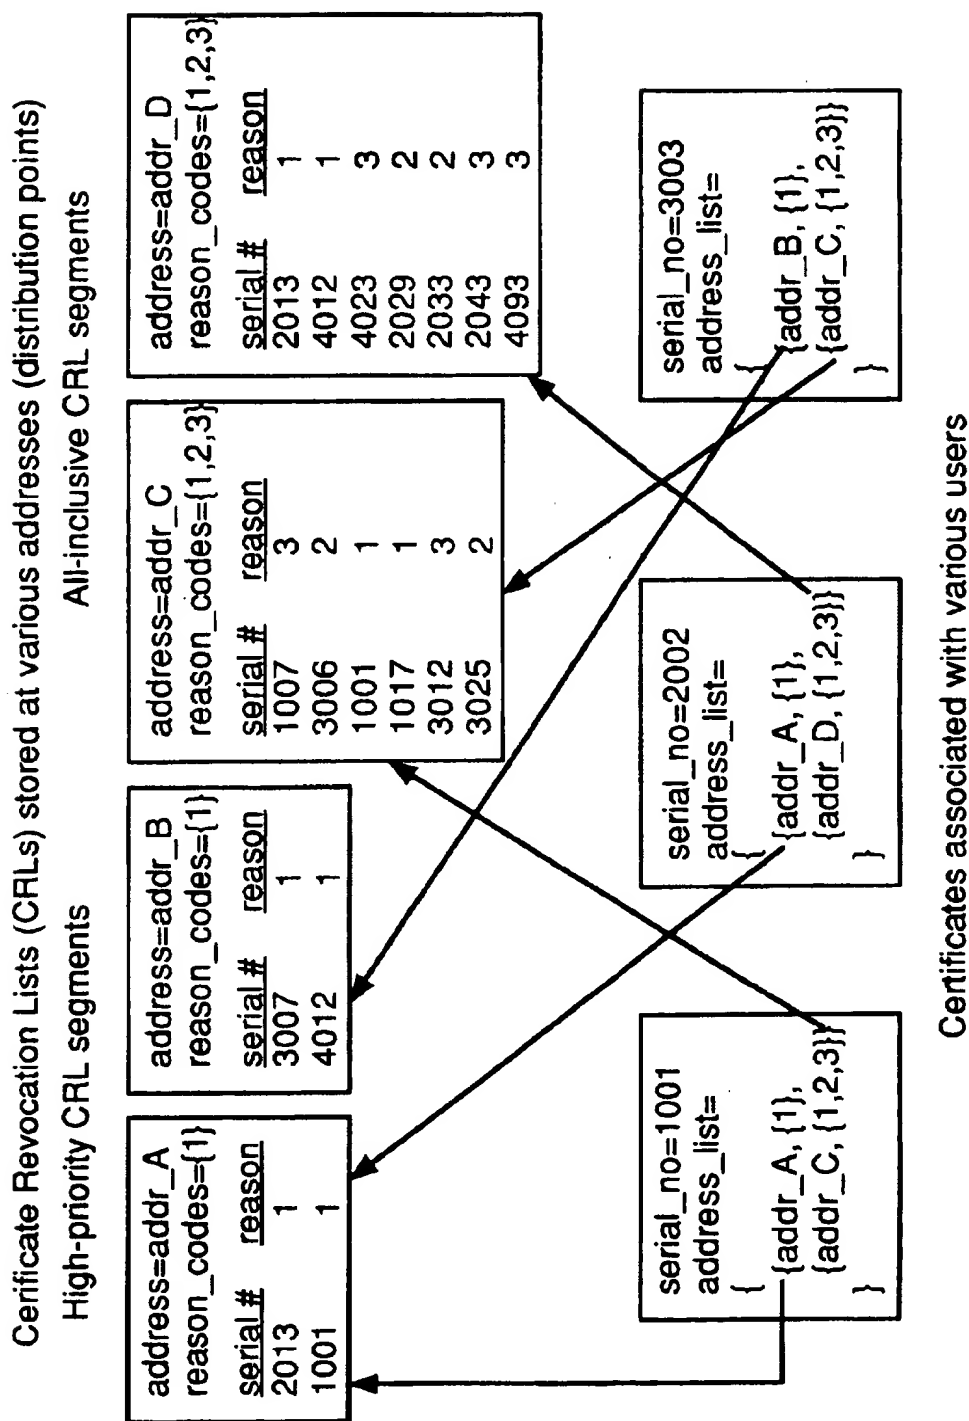 Cerificate Revocation Lists (CRLs) stored at various addresses (distribution points)
High-priority CRL segments
All-inclusive CRL segments
address=addr_A
reason_codes={1}
serial # reason
2013 1
1001 1
address=addr_B
reason_codes={1}
serial # reason
3007 1
4012 1
address=addr_C
reason_codes={1,2,3}
serial # reason
1007 3
3006 2
1001 1
1017 1
3012 3
3025 2
address=addr_D
reason_codes={1,2,3}
serial # reason
2013 1
4012 1
4023 3
2029 2
2033 2
2043 3
4093 3
serial_no=1001
address_list=
{
{addr_A, {1},
{addr_C, {1,2,3}}
}
serial_no=2002
address_list=
{
{addr_A, {1},
{addr_D, {1,2,3}}
}
serial_no=3003
address_list=
{
{addr_B, {1},
{addr_C, {1,2,3}}
}
Certificates associated with various users